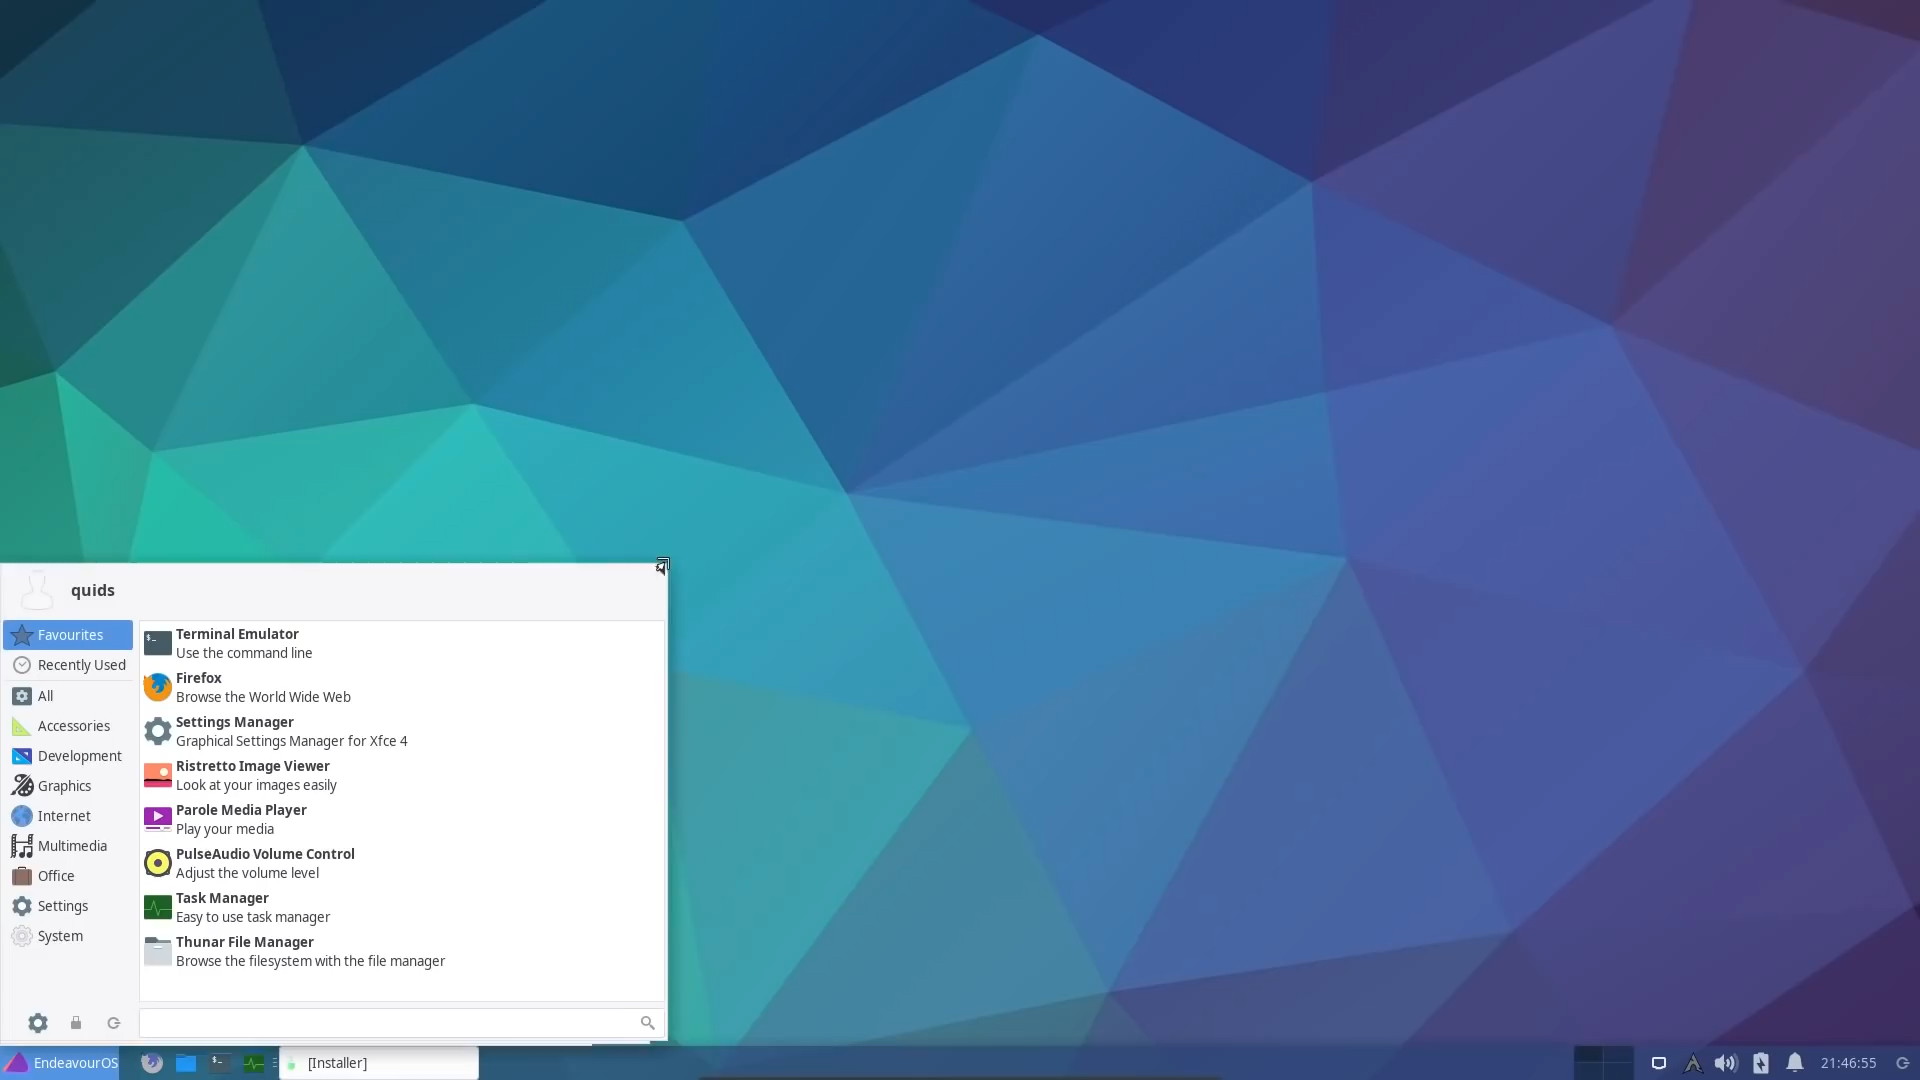 quids
Favourites
Recently Used
All
Accessories
Development
Graphics
Internet
Multimedia
Office
Settings
System
Terminal Emulator
Use the command line
Firefox
Browse the World Wide Web
Settings Manager
Graphical Settings Manager for Xfce 4
Ristretto Image Viewer
Look at your images easily
Parole Media Player
Play your media
PulseAudio Volume Control
Adjust the volume level
Task Manager
Easy to use task manager
Thunar File Manager
Browse the filesystem with the file manager
EndeavourOS
[Installer]
21:46:55